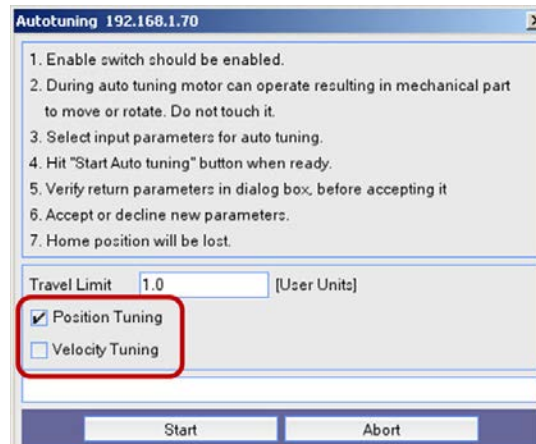 Autotuning 192.168.1.70
1. Enable switch should be enabled.
2. During auto tuning motor can operate resulting in mechanical part
to move or rotate. Do not touch it.
3. Select input parameters for auto tuning.
4. Hit "Start Auto tuning" button when ready.
5. Verify return parameters in dialog box, before accepting it
6. Accept or decline new parameters.
7. Home position will be lost.
Travel Limit 1.0 [User Units]
Position Tuning
Velocity Tuning
Start Abort